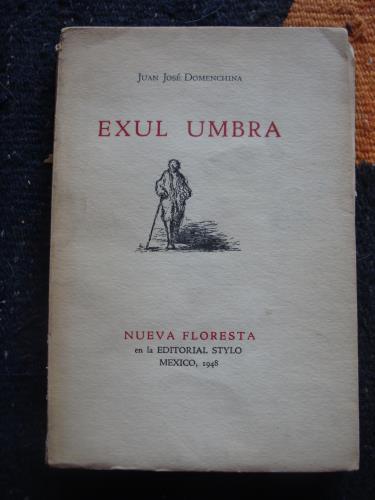 Juan José Domenchina
EXUL UMBRA
NUEVA FLORESTA
en la EDITORIAL STYLO
MEXICO, 1948